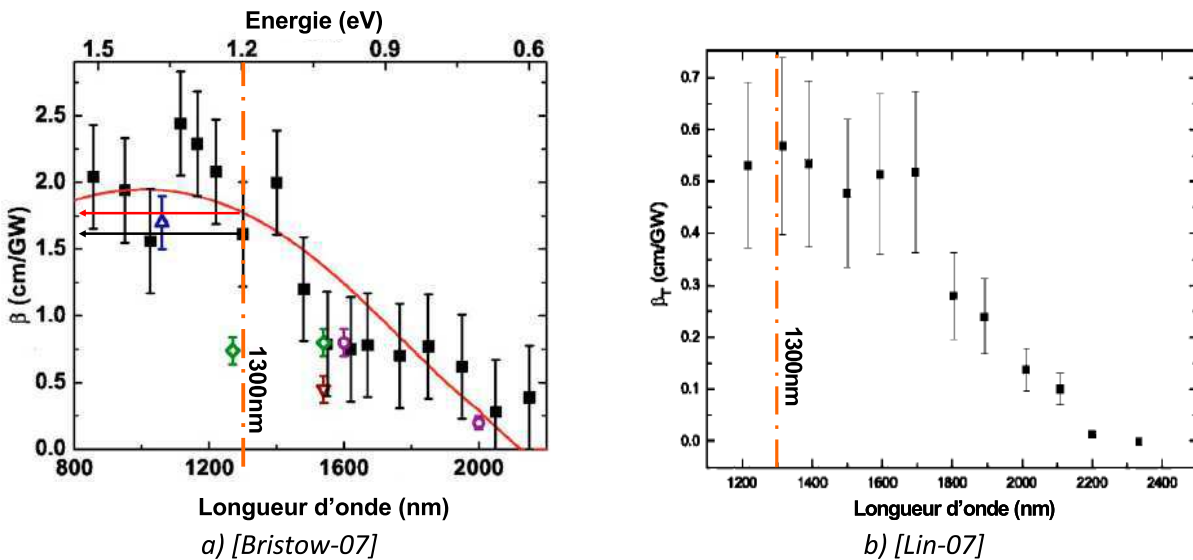 Energie (eV)
1.5 1.2 0.9 0.6
2.5
2.0
1.5
1.0
0.5
0.0
β (cm/GW)
1300nm
800 1200 1600 2000
Longueur d'onde (nm)
a) [Bristow-07]
0.7
0.6
0.5
0.4
0.3
0.2
0.1
0.0
β_T (cm/GW)
1300nm
1200 1400 1600 1800 2000 2200 2400
Longueur d'onde (nm)
b) [Lin-07]